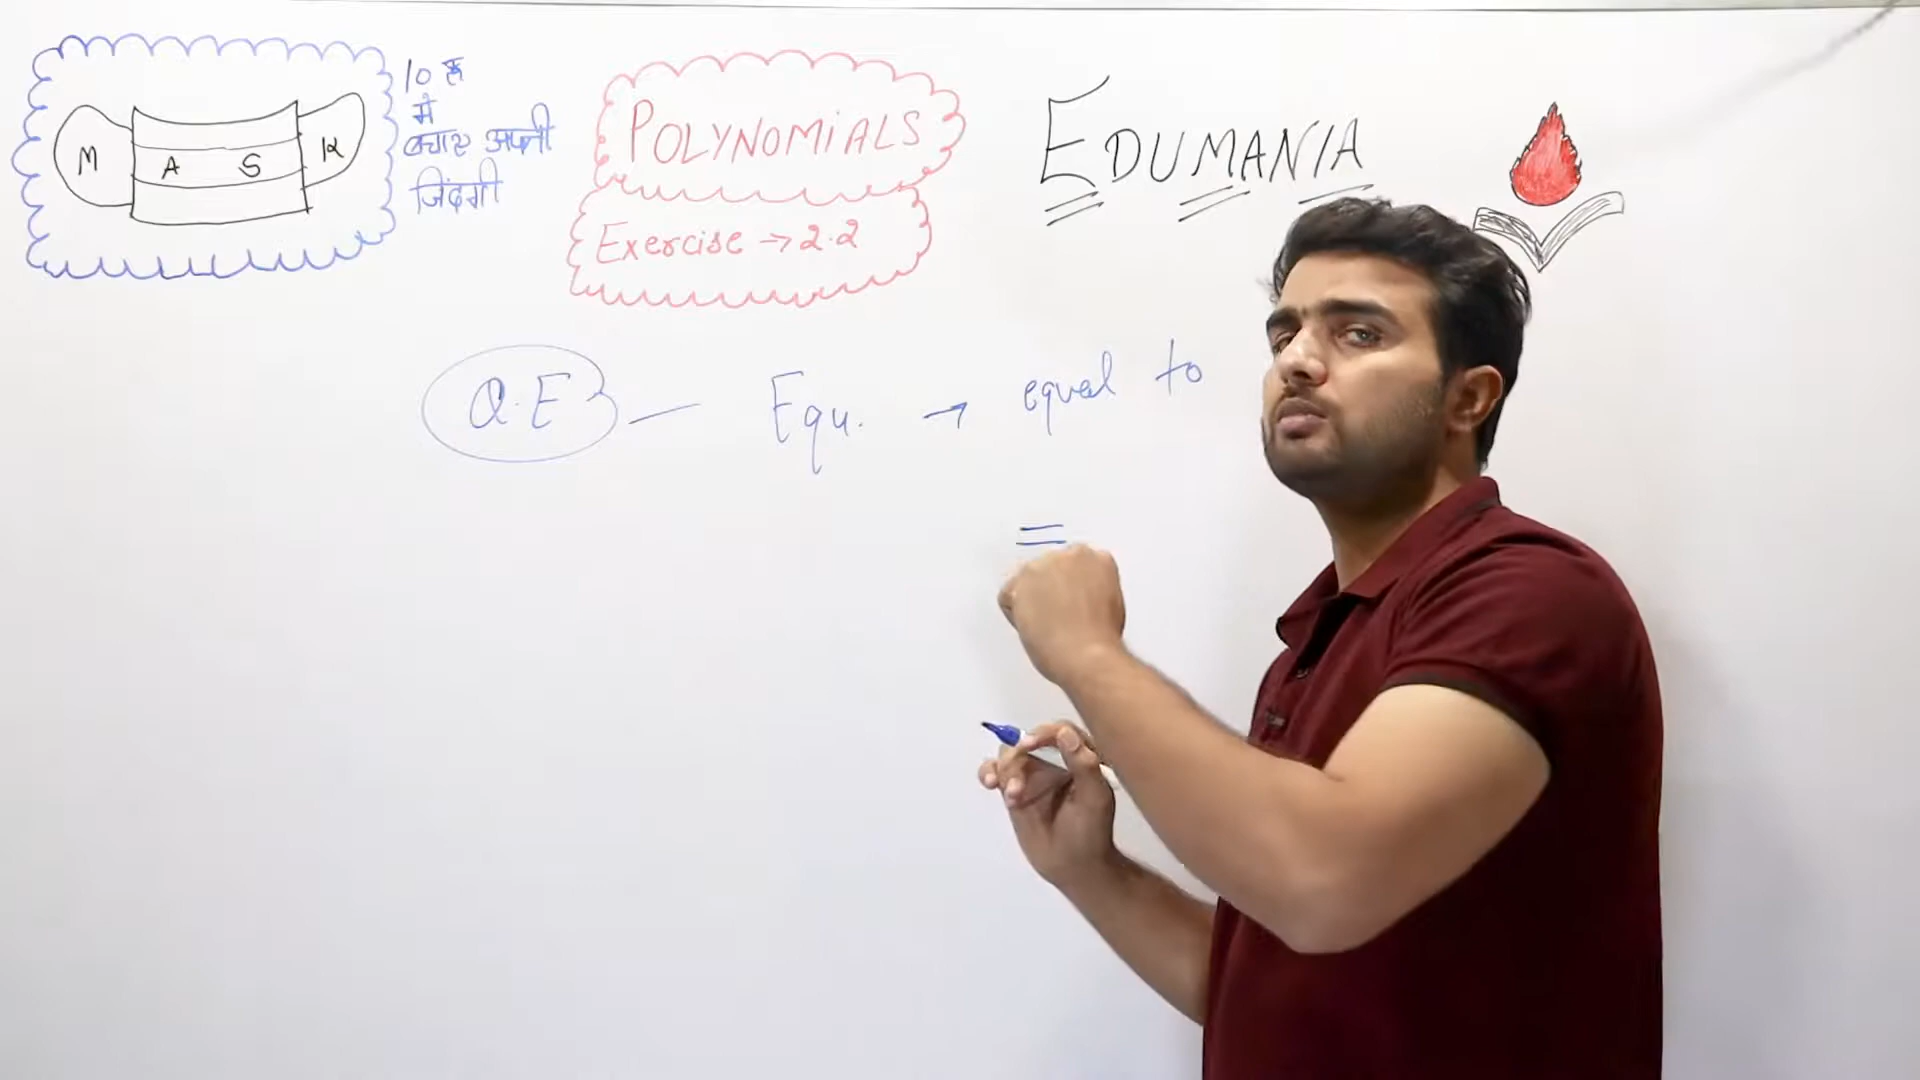 M A S K
10 रु
में
बचाए अपनी
जिंदगी
POLYNOMIALS
Exercise → 2.2
EDUMANIA
Q.E — Equ. → equal to
=